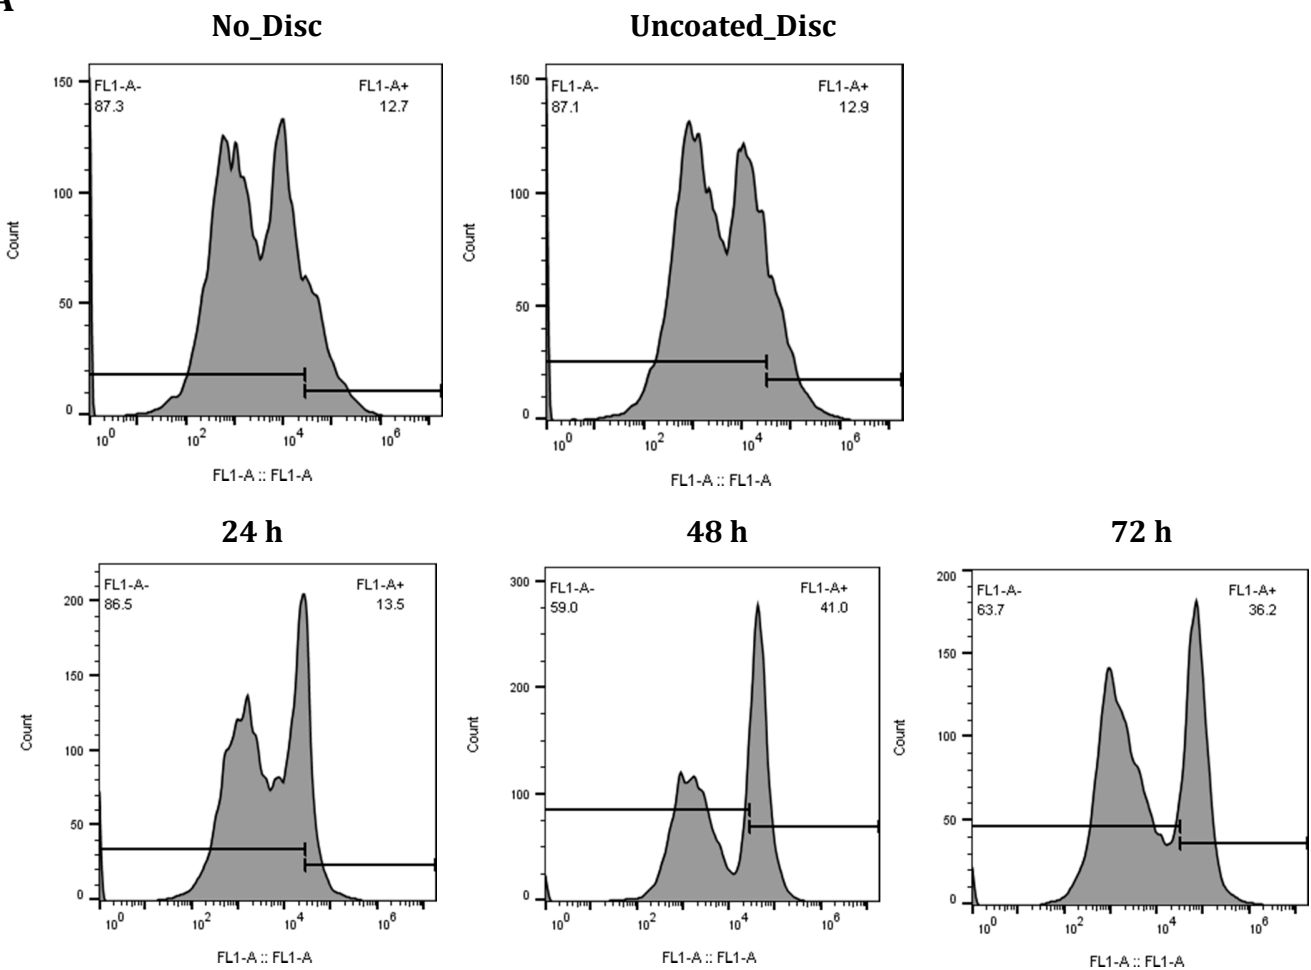 A
No_Disc
Uncoated_Disc
FL1-A-
87.3
FL1-A+
12.7
150
100
50
0
Count
10^0 10^2 10^4 10^6
FL1-A :: FL1-A
FL1-A-
87.1
FL1-A+
12.9
150
100
50
0
Count
10^0 10^2 10^4 10^6
FL1-A :: FL1-A
24 h
48 h
72 h
FL1-A-
86.5
FL1-A+
13.5
200
150
100
50
0
Count
10^0 10^2 10^4 10^6
FL1-A :: FL1-A
FL1-A-
59.0
FL1-A+
41.0
300
200
100
0
Count
10^0 10^2 10^4 10^6
FL1-A :: FL1-A
FL1-A-
63.7
FL1-A+
36.2
200
150
100
50
0
Count
10^0 10^2 10^4 10^6
FL1-A :: FL1-A